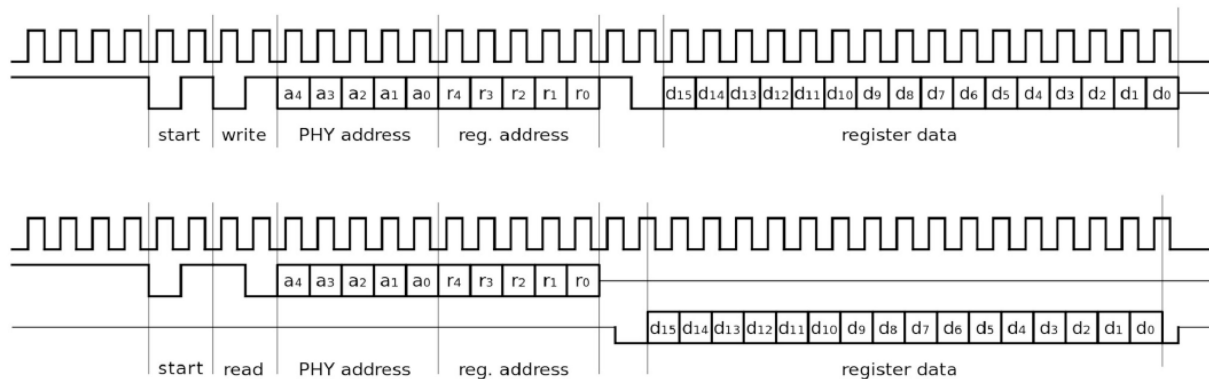 a₄ a₃ a₂ a₁ a₀ r₄ r₃ r₂ r₁ r₀ d₁₅ d₁₄ d₁₃ d₁₂ d₁₁ d₁₀ d₉ d₈ d₇ d₆ d₅ d₄ d₃ d₂ d₁ d₀
start write PHY address reg. address register data
a₄ a₃ a₂ a₁ a₀ r₄ r₃ r₂ r₁ r₀
d₁₅ d₁₄ d₁₃ d₁₂ d₁₁ d₁₀ d₉ d₈ d₇ d₆ d₅ d₄ d₃ d₂ d₁ d₀
start read PHY address reg. address register data